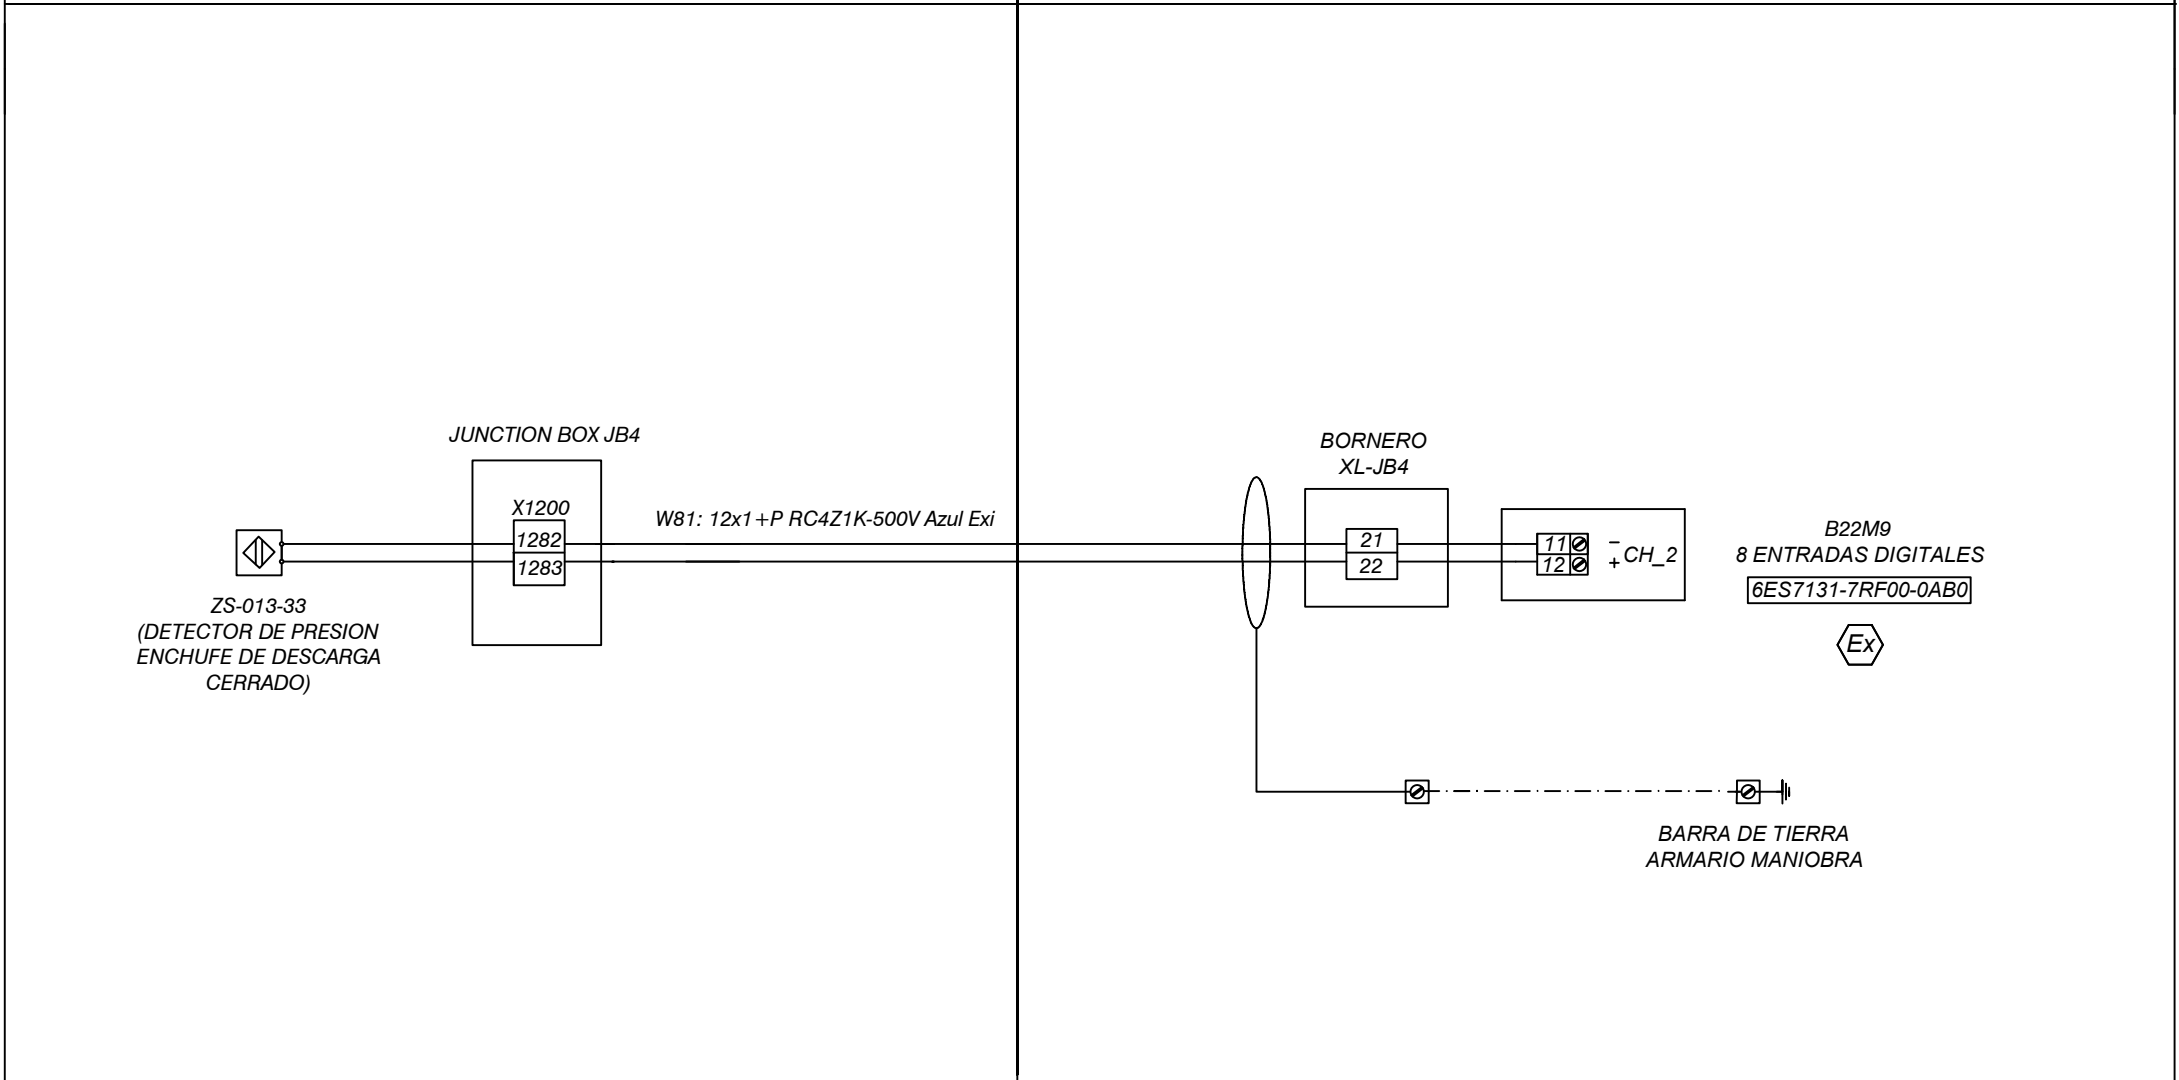 JUNCTION BOX JB4
X1200
1282
1283
W81: 12x1+P RC4Z1K-500V Azul Exi
ZS-013-33
(DETECTOR DE PRESION
ENCHUFE DE DESCARGA
CERRADO)
BORNERO
XL-JB4
21
22
11
12
−
+
CH_2
B22M9
8 ENTRADAS DIGITALES
6ES7131-7RF00-0AB0
Ex
BARRA DE TIERRA
ARMARIO MANIOBRA